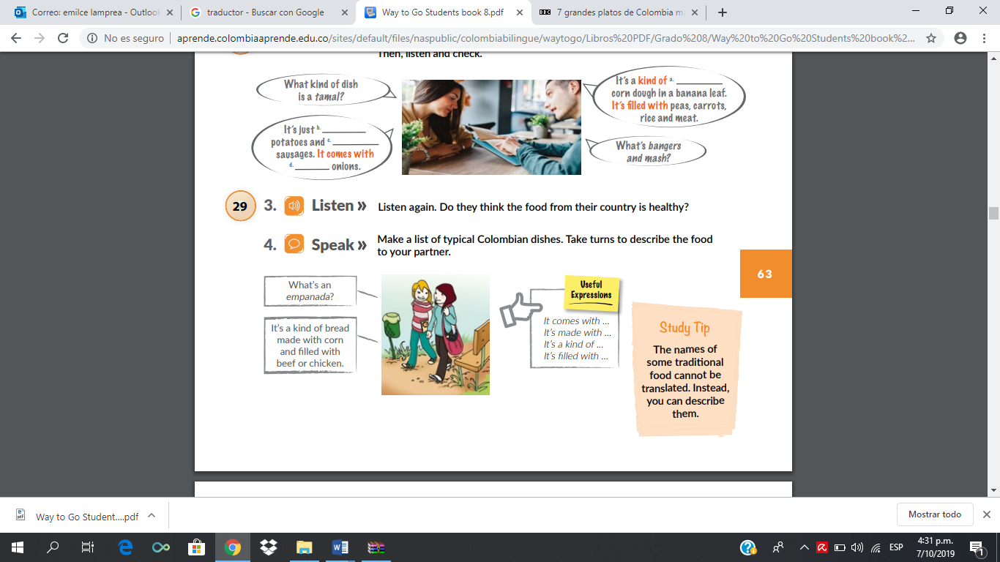 Correo: emilce lamprea - Outlool
traductor - Buscar con Google
Way to Go Students book 8.pdf
BBC 7 grandes platos de Colombia m
No es seguro
aprende.colombiaaprende.edu.co/sites/default/files/naspublic/colombiabilingue/waytogo/Libros%20PDF/Grado%208/Way%20to%20Go%20Students%20book%2...
Then, listen and check.
What kind of dish
is a tamal?
It's a kind of a. __________
corn dough in a banana leaf.
It's filled with peas, carrots,
rice and meat.
It's just b. __________
potatoes and c. __________
sausages. It comes with
d. ________ onions.
What's bangers
and mash?
29
3. Listen » Listen again. Do they think the food from their country is healthy?
4. Speak » Make a list of typical Colombian dishes. Take turns to describe the food
to your partner.
63
What's an
empanada?
It's a kind of bread
made with corn
and filled with
beef or chicken.
Useful
Expressions
It comes with ...
It's made with ...
It's a kind of ...
It's filled with ...
Study Tip
The names of
some traditional
food cannot be
translated. Instead,
you can describe
them.
Way to Go Student....pdf
Mostrar todo
ESP
4:31 p.m.
7/10/2019
1